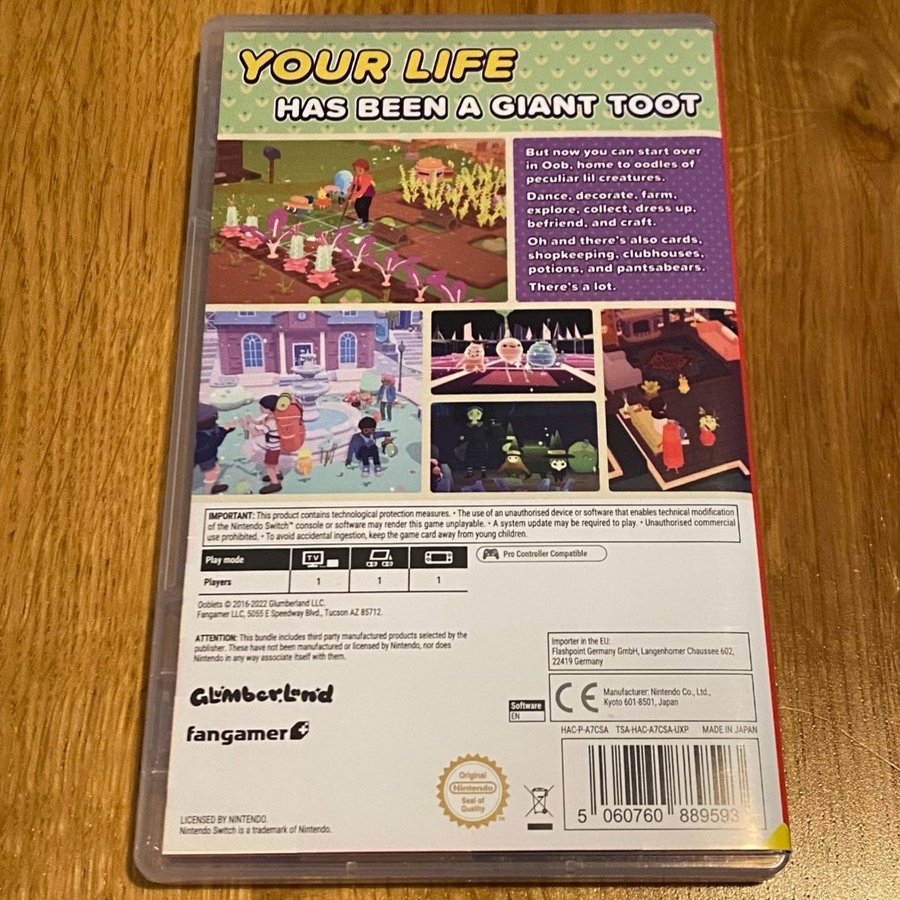 YOUR LIFE
HAS BEEN A GIANT TOOT
But now you can start over
in Oob, home to oodles of
peculiar lil creatures.
Dance, decorate, farm,
explore, collect, dress up,
befriend, and craft.
Oh and there's also cards,
shopkeeping, clubhouses,
potions, and pantsabears.
There's a lot.
IMPORTANT: This product contains technological protection measures. • The use of an unauthorised device or software that enables technical modification
of the Nintendo Switch™ console or software may render this game unplayable. • A system update may be required to play. • Unauthorised commercial
use prohibited. • To avoid accidental ingestion, keep the game card away from young children.
Play mode TV
Players 1 1 1
Pro Controller Compatible
Ooblets © 2016-2022 Glumberland LLC.
Fangamer LLC, 5055 E Speedway Blvd., Tucson AZ 85712.
ATTENTION: This bundle includes third party manufactured products selected by the
publisher. These have not been manufactured or licensed by Nintendo, nor does
Nintendo in any way associate itself with them.
Importer in the EU:
Flashpoint Germany GmbH, Langenhorner Chaussee 602,
22419 Germany
Glumberland
fangamer
Software
EN
CE Manufacturer: Nintendo Co., Ltd.,
Kyoto 601-8501, Japan
HAC-P-A7CSA TSA-HAC-A7CSA-UXP MADE IN JAPAN
Original
Nintendo
Seal of
Quality
5 060760 889593
LICENSED BY NINTENDO.
Nintendo Switch is a trademark of Nintendo.